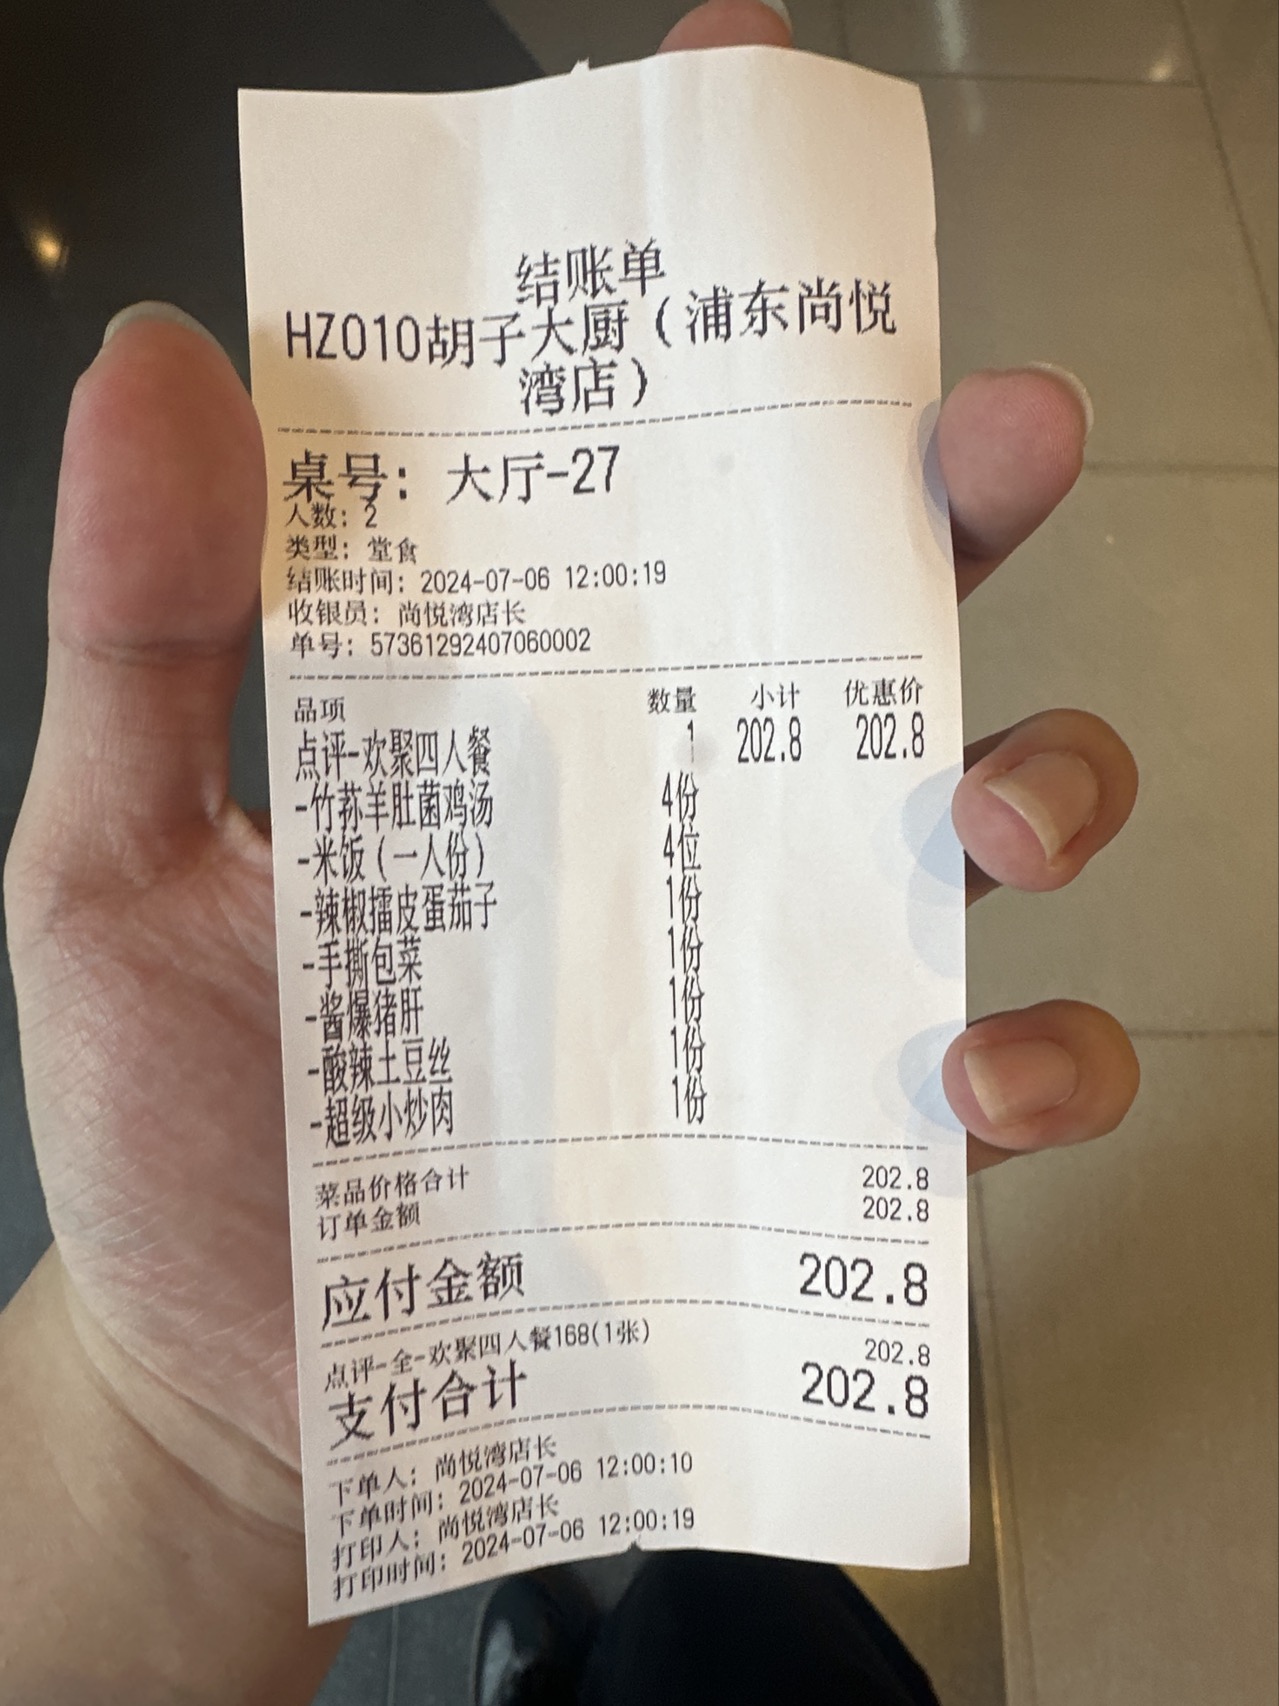 结账单
HZ010胡子大厨（浦东尚悦
湾店）
桌号：大厅-27
人数：2
类型：堂食
结账时间：2024-07-06 12:00:19
收银员：尚悦湾店长
单号：57361292407060002
品项 数量 小计 优惠价
点评-欢聚四人餐 1 202.8 202.8
-竹荪羊肚菌鸡汤 4份
-米饭（一人份） 4位
-辣椒擂皮蛋茄子 1份
-手撕包菜 1份
-酱爆猪肝 1份
-酸辣土豆丝 1份
-超级小炒肉 1份
菜品价格合计 202.8
订单金额 202.8
应付金额 202.8
点评-全-欢聚四人餐168(1张) 202.8
支付合计 202.8
下单人：尚悦湾店长
下单时间：2024-07-06 12:00:10
打印人：尚悦湾店长
打印时间：2024-07-06 12:00:19